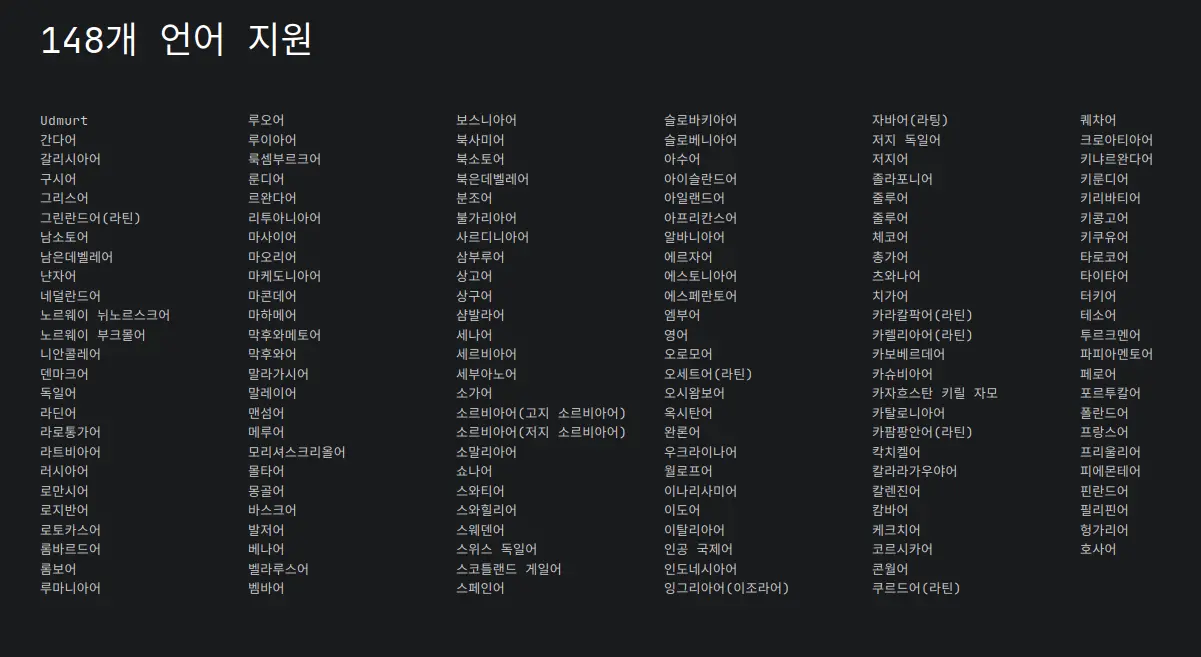 148개 언어 지원
Udmurt
간다어
갈리시아어
구시어
그리스어
그린란드어(라틴)
남소토어
남은데벨레어
냔자어
네덜란드어
노르웨이 뉘노르스크어
노르웨이 부크몰어
니안콜레어
덴마크어
독일어
라딘어
라로통가어
라트비아어
러시아어
로만시어
로지반어
로토카스어
롬바르드어
롬보어
루마니아어
루오어
루이아어
룩셈부르크어
룬디어
르완다어
리투아니아어
마사이어
마오리어
마케도니아어
마콘데어
마하메어
막후와메토어
막후와어
말라가시어
말레이어
맨섬어
메루어
모리셔스크리올어
몰타어
몽골어
바스크어
발저어
베나어
벨라루스어
벰바어
보스니아어
북사미어
북소토어
북은데벨레어
분조어
불가리아어
사르디니아어
삼부루어
상고어
상구어
샴발라어
세나어
세르비아어
세부아노어
소가어
소르비아어(고지 소르비아어)
소르비아어(저지 소르비아어)
소말리아어
쇼나어
스와티어
스와힐리어
스웨덴어
스위스 독일어
스코틀랜드 게일어
스페인어
슬로바키아어
슬로베니아어
아수어
아이슬란드어
아일랜드어
아프리칸스어
알바니아어
에르자어
에스토니아어
에스페란토어
엠부어
영어
오로모어
오세트어(라틴)
오시왐보어
옥시탄어
완론어
우크라이나어
월로프어
이나리사미어
이도어
이탈리아어
인공 국제어
인도네시아어
잉그리아어(이조라어)
자바어(라팅)
저지 독일어
저지어
졸라포니어
줄루어
줄루어
체코어
총가어
츠와나어
치가어
카라칼팍어(라틴)
카렐리아어(라틴)
카보베르데어
카슈비아어
카자흐스탄 키릴 자모
카탈로니아어
카팜팡안어(라틴)
칵치켈어
칼라라가우야어
칼렌진어
캄바어
케크치어
코르시카어
콘월어
쿠르드어(라틴)
퀘차어
크로아티아어
키냐르완다어
키룬디어
키리바티어
키콩고어
키쿠유어
타로코어
타이타어
터키어
테소어
투르크멘어
파피아멘토어
페로어
포르투칼어
폴란드어
프랑스어
프리울리어
피에몬테어
핀란드어
필리핀어
헝가리어
호사어